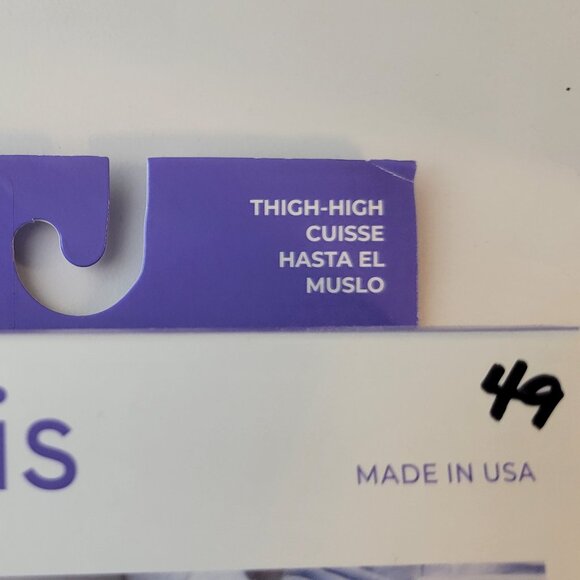 THIGH-HIGH
CUISSE
HASTA EL
MUSLO
49
is
MADE IN USA